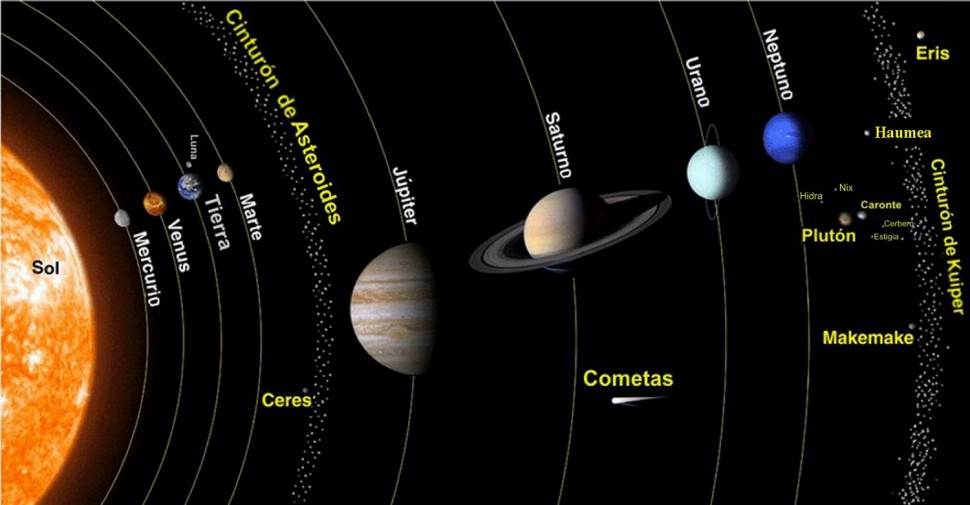 Sol
Mercurio
Venus
Luna
Tierra
Marte
Cinturón de Asteroides
Ceres
Júpiter
Saturno
Cometas
Urano
Neptuno
Eris
Haumea
Nix
Hidra
Caronte
Cerbero
Plutón
Estigia
Makemake
Cinturón de Kuiper